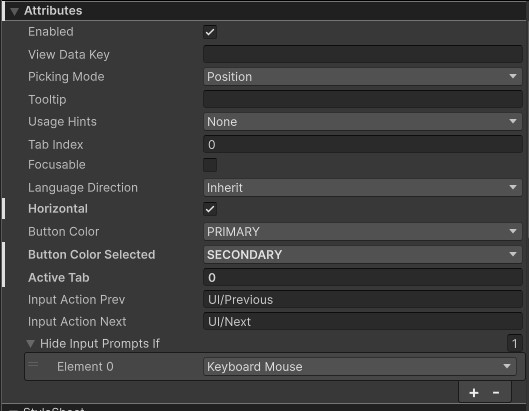 Attributes
Enabled
View Data Key
Picking Mode Position
Tooltip
Usage Hints None
Tab Index 0
Focusable
Language Direction Inherit
Horizontal
Button Color PRIMARY
Button Color Selected SECONDARY
Active Tab 0
Input Action Prev UI/Previous
Input Action Next UI/Next
Hide Input Prompts If 1
Element 0 Keyboard Mouse
+ -
StyleSheet